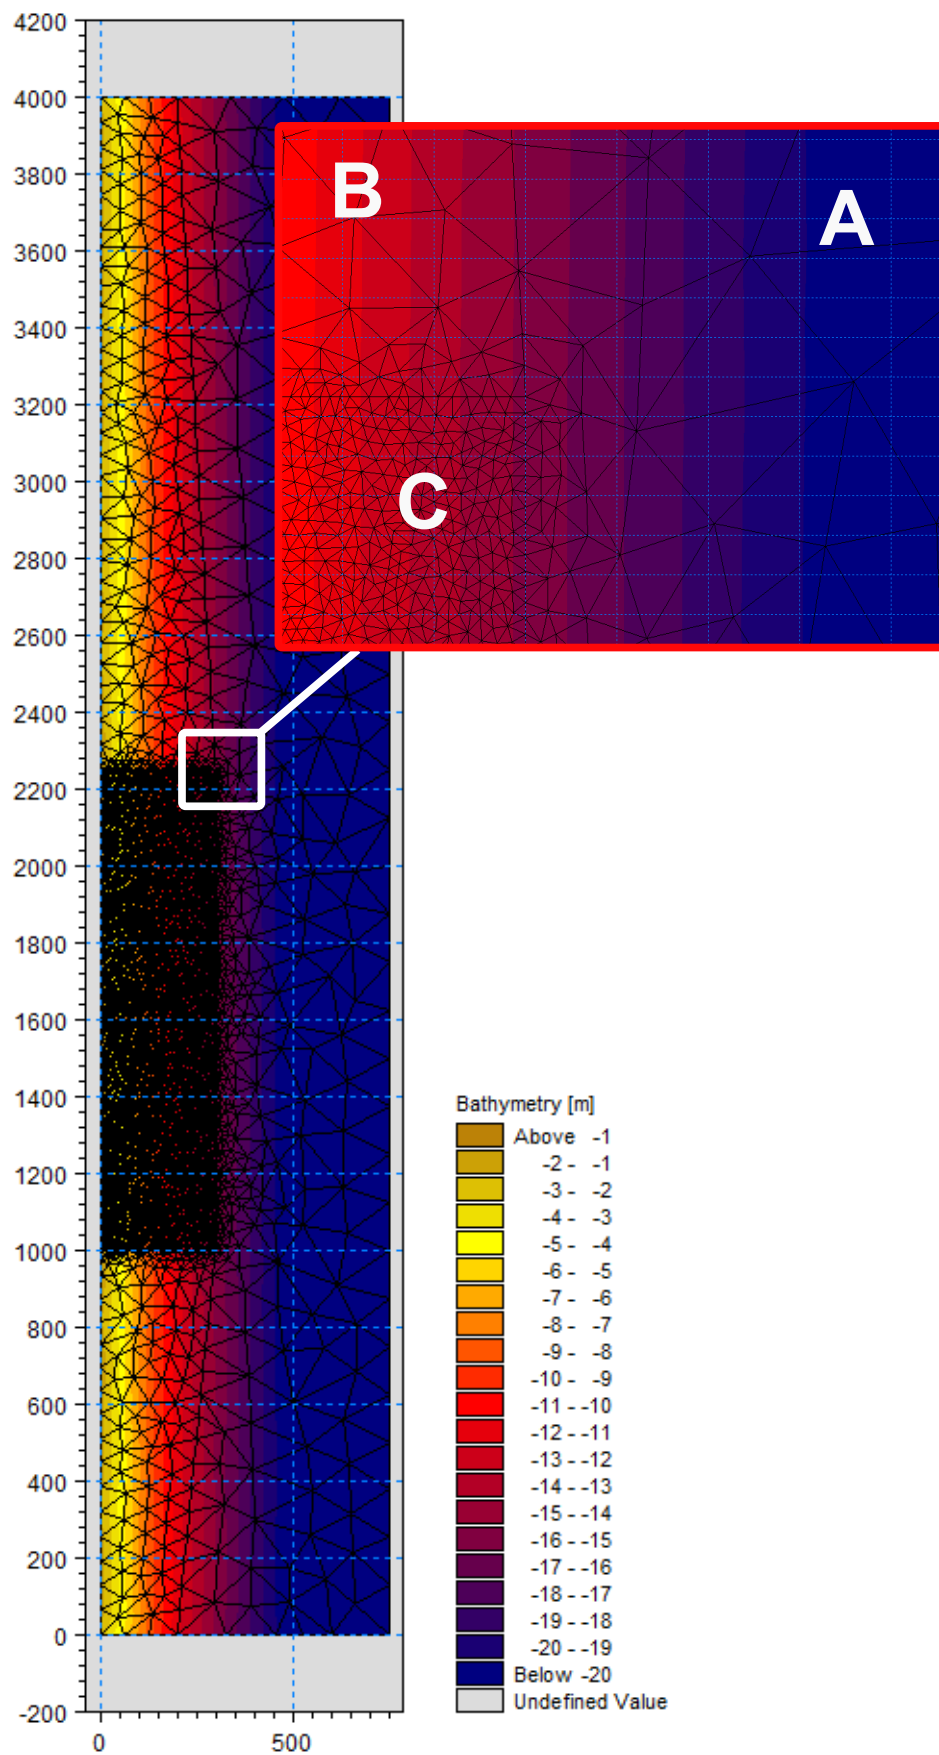 4200
4000
3800
3600
3400
3200
3000
2800
2600
2400
2200
2000
1800
1600
1400
1200
1000
800
600
400
200
0
-200
0 500
B
A
C
Bathymetry [m]
Above -1
-2 - -1
-3 - -2
-4 - -3
-5 - -4
-6 - -5
-7 - -6
-8 - -7
-9 - -8
-10 - -9
-11 - -10
-12 - -11
-13 - -12
-14 - -13
-15 - -14
-16 - -15
-17 - -16
-18 - -17
-19 - -18
-20 - -19
Below -20
Undefined Value